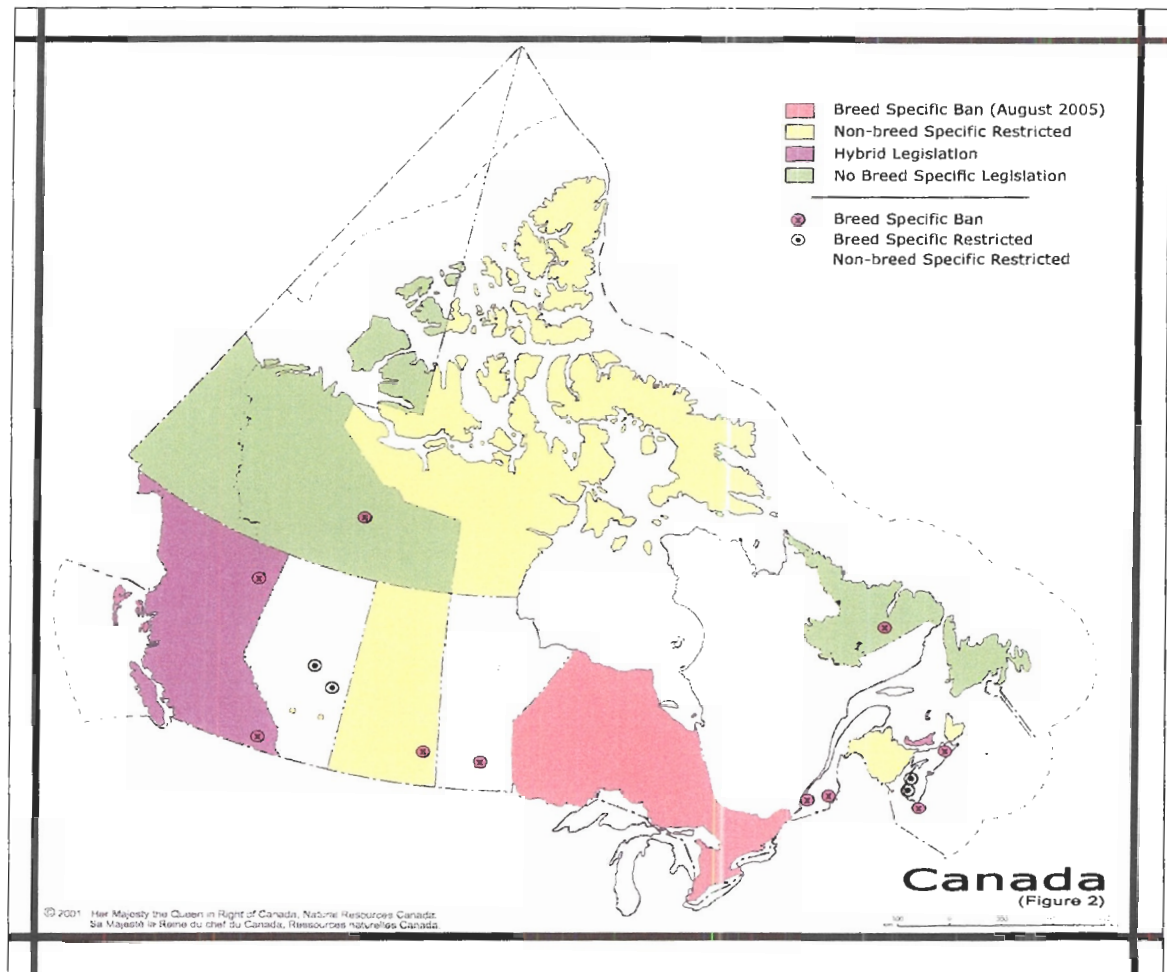 Breed Specific Ban (August 2005)
Non-breed Specific Restricted
Hybrid Legislation
No Breed Specific Legislation
Breed Specific Ban
Breed Specific Restricted
Non-breed Specific Restricted
Canada
(Figure 2)
© 2001. Her Majesty the Queen in Right of Canada, Natural Resources Canada.
Sa Majesté la Reine du chef du Canada, Ressources naturelles Canada.